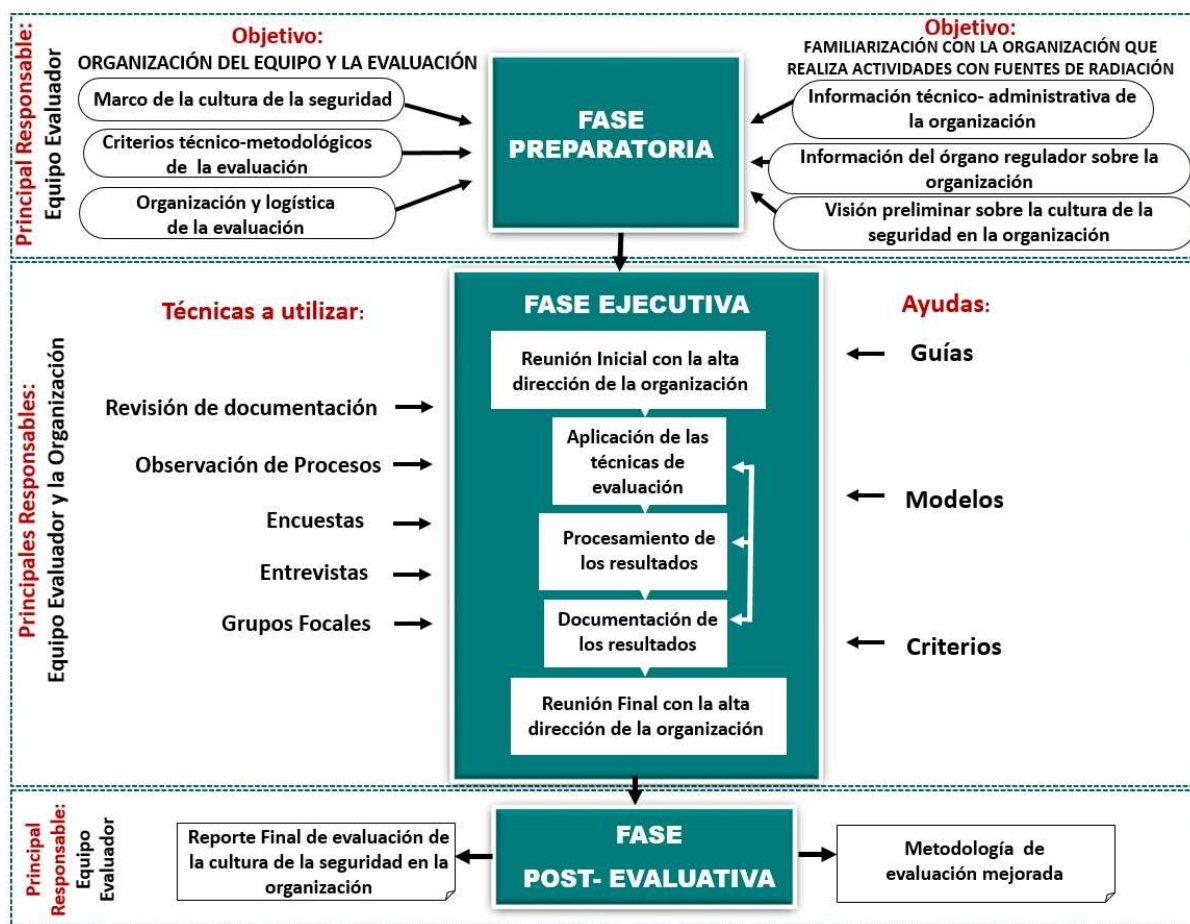 Principal Responsable:
Equipo Evaluador
Objetivo:
ORGANIZACIÓN DEL EQUIPO Y LA EVALUACIÓN
Marco de la cultura de la seguridad
Criterios técnico-metodológicos
de la evaluación
Organización y logística
de la evaluación
FASE
PREPARATORIA
Objetivo:
FAMILIARIZACIÓN CON LA ORGANIZACIÓN QUE
REALIZA ACTIVIDADES CON FUENTES DE RADIACIÓN
Información técnico- administrativa de
la organización
Información del órgano regulador sobre la
organización
Visión preliminar sobre la cultura de la
seguridad en la organización
Principales Responsables:
Equipo Evaluador y la Organización
Técnicas a utilizar:
Revisión de documentación
Observación de Procesos
Encuestas
Entrevistas
Grupos Focales
FASE EJECUTIVA
Reunión Inicial con la alta
dirección de la organización
Aplicación de las
técnicas de
evaluación
Procesamiento de
los resultados
Documentación de
los resultados
Reunión Final con la alta
dirección de la organización
Ayudas:
Guías
Modelos
Criterios
Principal
Responsable:
Equipo
Evaluador
Reporte Final de evaluación de
la cultura de la seguridad en la
organización
FASE
POST- EVALUATIVA
Metodología de
evaluación mejorada